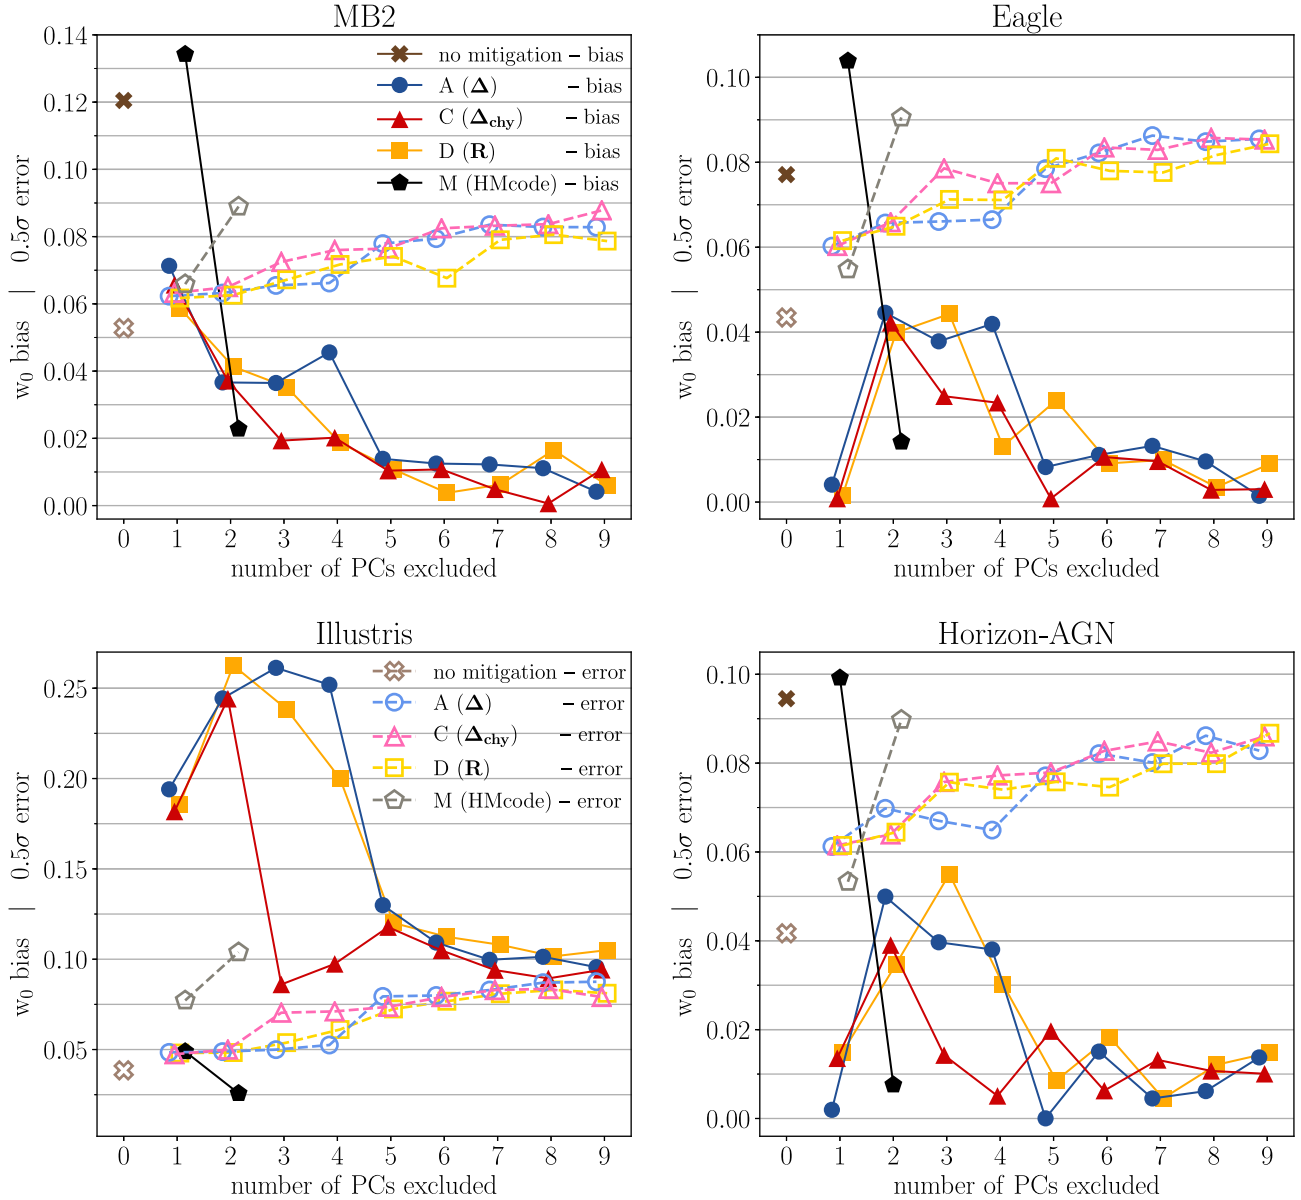 MB2
0.14
0.12
0.10
0.08
0.06
0.04
0.02
0.00
w₀ bias | 0.5σ error
no mitigation – bias
A (Δ) – bias
C (Δchy) – bias
D (R) – bias
M (HMcode) – bias
0 1 2 3 4 5 6 7 8 9
number of PCs excluded
Eagle
0.10
0.08
0.06
0.04
0.02
0.00
w₀ bias | 0.5σ error
0 1 2 3 4 5 6 7 8 9
number of PCs excluded
Illustris
0.25
0.20
0.15
0.10
0.05
w₀ bias | 0.5σ error
no mitigation – error
A (Δ) – error
C (Δchy) – error
D (R) – error
M (HMcode) – error
0 1 2 3 4 5 6 7 8 9
number of PCs excluded
Horizon-AGN
0.10
0.08
0.06
0.04
0.02
0.00
w₀ bias | 0.5σ error
0 1 2 3 4 5 6 7 8 9
number of PCs excluded